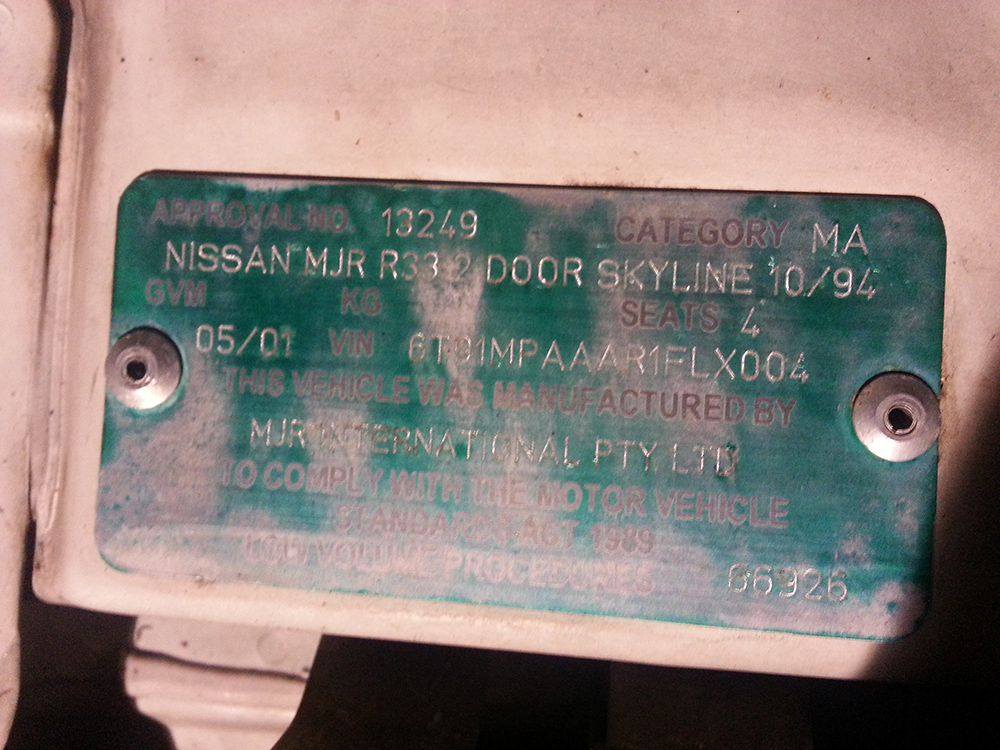 APPROVAL NO. 13249 CATEGORY MA
NISSAN MJR R33 2 DOOR SKYLINE 10/94
GVM KG SEATS 4
05/01 VIN 6T01MPAAAR1FLX004
THIS VEHICLE WAS MANUFACTURED BY
MJR INTERNATIONAL PTY LTD
TO COMPLY WITH THE MOTOR VEHICLE
STANDARDS ACT 1989
LOW VOLUME PROCEDURES 66926